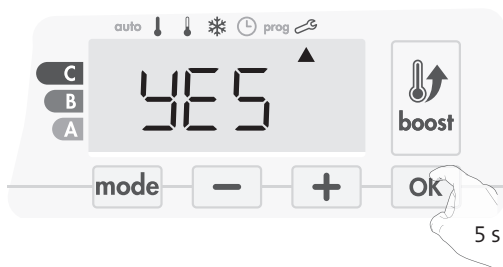 auto prog
C
B
A
YES
boost
mode − + OK
5 s